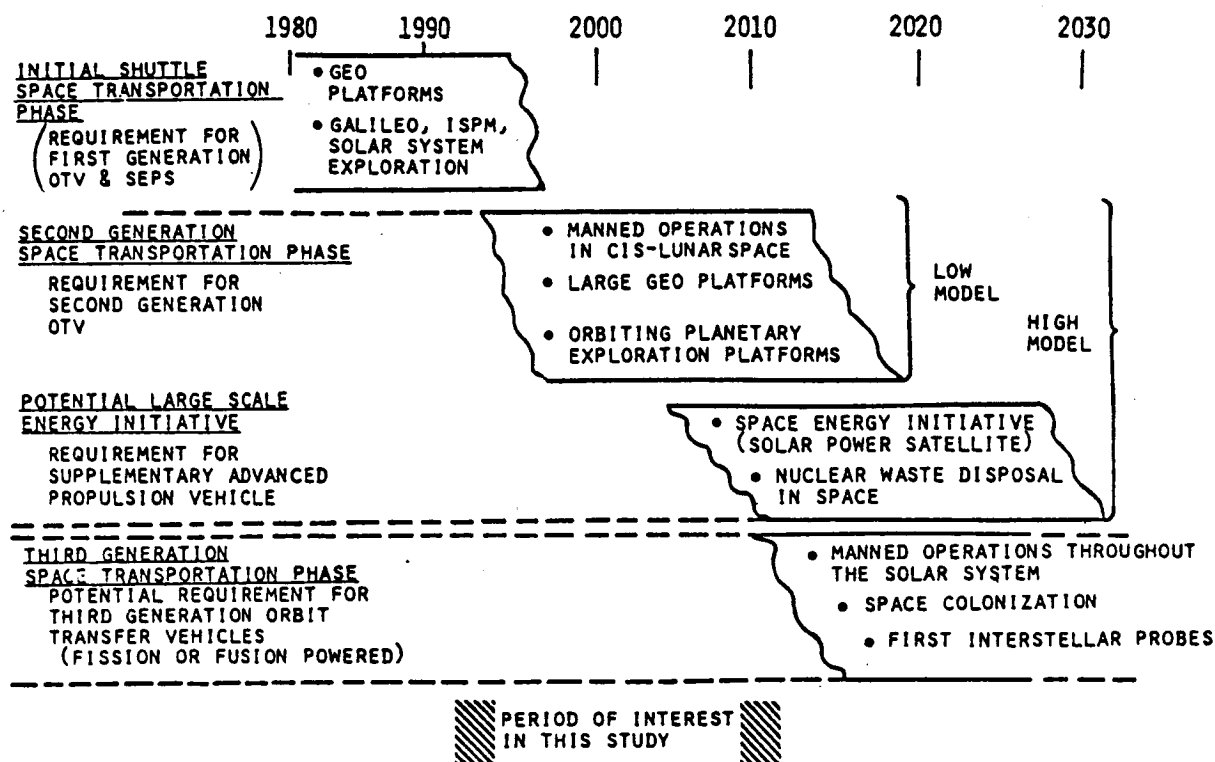 1980 1990 2000 2010 2020 2030
INITIAL SHUTTLE
SPACE TRANSPORTATION
PHASE
(REQUIREMENT FOR
FIRST GENERATION
OTV & SEPS)
• GEO
PLATFORMS
• GALILEO, ISPM,
SOLAR SYSTEM
EXPLORATION
SECOND GENERATION
SPACE TRANSPORTATION PHASE
REQUIREMENT FOR
SECOND GENERATION
OTV
• MANNED OPERATIONS
IN CIS-LUNAR SPACE
• LARGE GEO PLATFORMS
• ORBITING PLANETARY
EXPLORATION PLATFORMS
LOW
MODEL
HIGH
MODEL
POTENTIAL LARGE SCALE
ENERGY INITIATIVE
REQUIREMENT FOR
SUPPLEMENTARY ADVANCED
PROPULSION VEHICLE
• SPACE ENERGY INITIATIVE
(SOLAR POWER SATELLITE)
• NUCLEAR WASTE DISPOSAL
IN SPACE
THIRD GENERATION
SPACE TRANSPORTATION PHASE
POTENTIAL REQUIREMENT FOR
THIRD GENERATION ORBIT
TRANSFER VEHICLES
(FISSION OR FUSION POWERED)
• MANNED OPERATIONS THROUGHOUT
THE SOLAR SYSTEM
• SPACE COLONIZATION
• FIRST INTERSTELLAR PROBES
PERIOD OF INTEREST
IN THIS STUDY